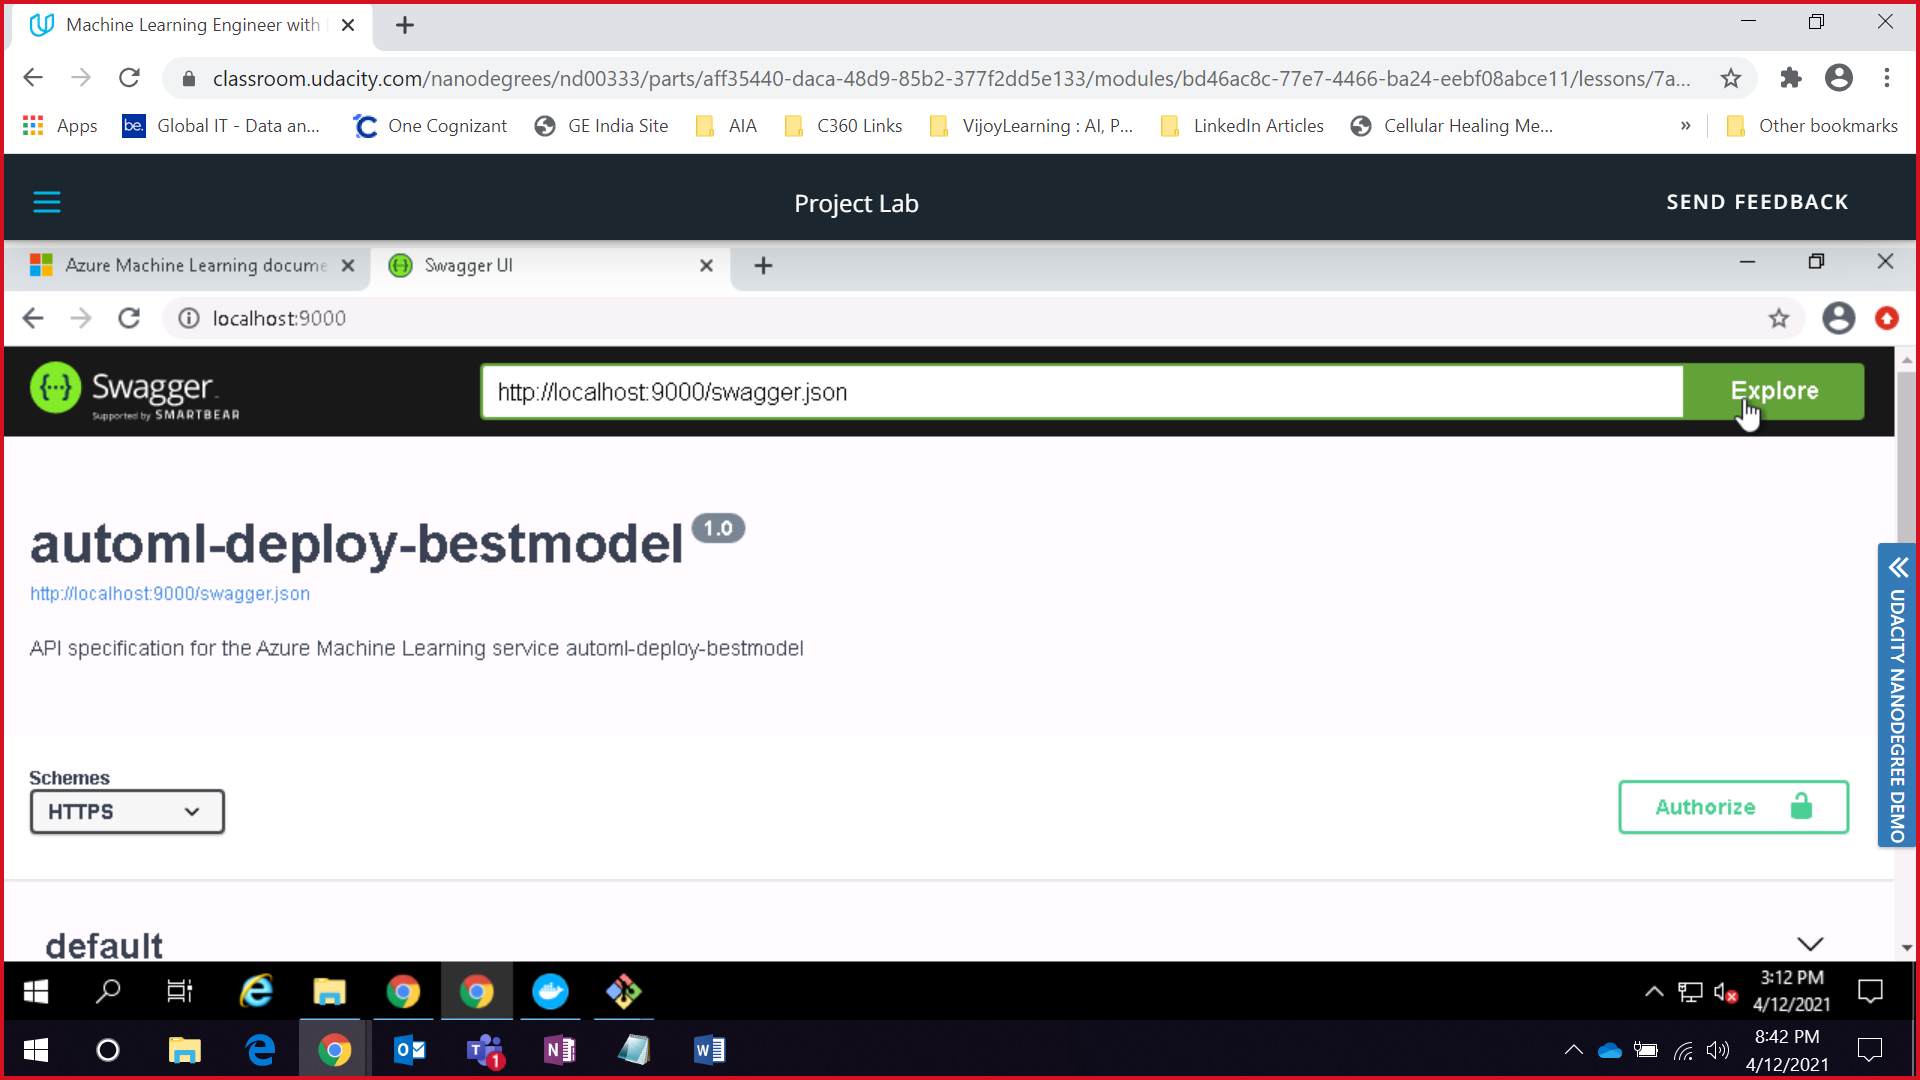 Machine Learning Engineer with
classroom.udacity.com/nanodegrees/nd00333/parts/aff35440-daca-48d9-85b2-377f2dd5e133/modules/bd46ac8c-77e7-4466-ba24-eebf08abce11/lessons/7a...
Apps be. Global IT - Data an... One Cognizant GE India Site AIA C360 Links VijoyLearning : AI, P... LinkedIn Articles Cellular Healing Me... » Other bookmarks
Project Lab SEND FEEDBACK
Azure Machine Learning docume Swagger UI
localhost:9000
Swagger
Supported by SMARTBEAR
http://localhost:9000/swagger.json Explore
automl-deploy-bestmodel 1.0
http://localhost:9000/swagger.json
API specification for the Azure Machine Learning service automl-deploy-bestmodel
UDACITY NANODEGREE DEMO
Schemes
HTTPS
Authorize
default
3:12 PM
4/12/2021
1
8:42 PM
4/12/2021